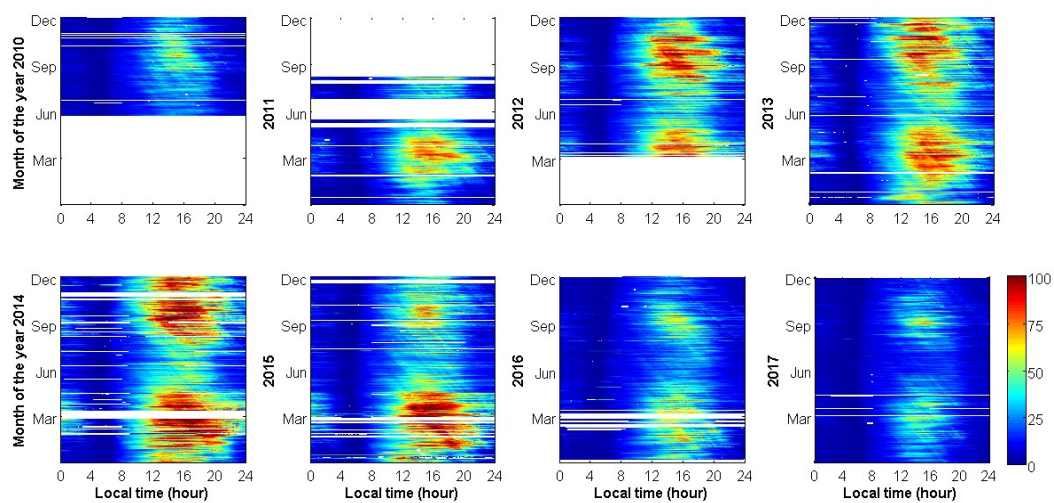 Month of the year 2010
Dec
Sep
Jun
Mar
0 4 8 12 16 20 24
2011
Dec
Sep
Jun
Mar
0 4 8 12 16 20 24
2012
Dec
Sep
Jun
Mar
0 4 8 12 16 20 24
2013
Dec
Sep
Jun
Mar
0 4 8 12 16 20 24
Month of the year 2014
Dec
Sep
Jun
Mar
0 4 8 12 16 20 24
Local time (hour)
2015
Dec
Sep
Jun
Mar
0 4 8 12 16 20 24
Local time (hour)
2016
Dec
Sep
Jun
Mar
0 4 8 12 16 20 24
Local time (hour)
2017
Dec
Sep
Jun
Mar
0 4 8 12 16 20 24
Local time (hour)
100
75
50
25
0